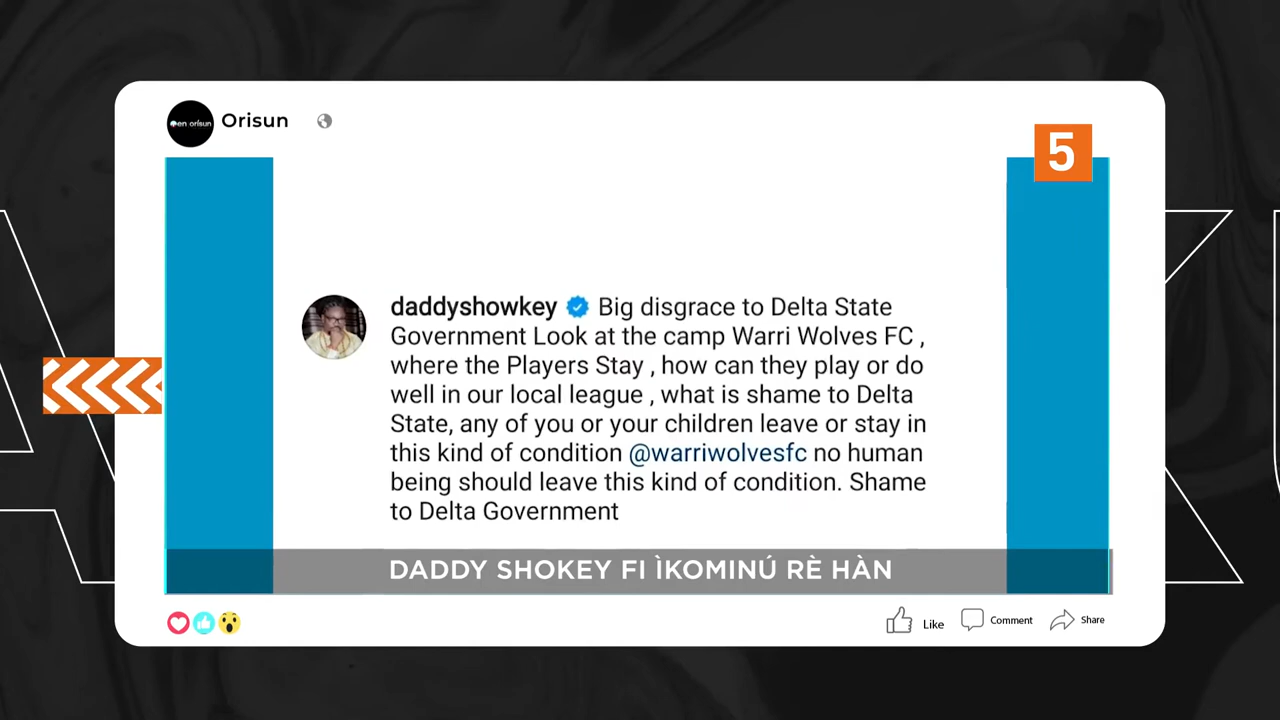 en orísun
Orisun
5
daddyshowkey Big disgrace to Delta State
Government Look at the camp Warri Wolves FC ,
where the Players Stay , how can they play or do
well in our local league , what is shame to Delta
State, any of you or your children leave or stay in
this kind of condition @warriwolvesfc no human
being should leave this kind of condition. Shame
to Delta Government
DADDY SHOKEY FI ÌKOMINÚ RÈ HÀN
Like
Comment
Share